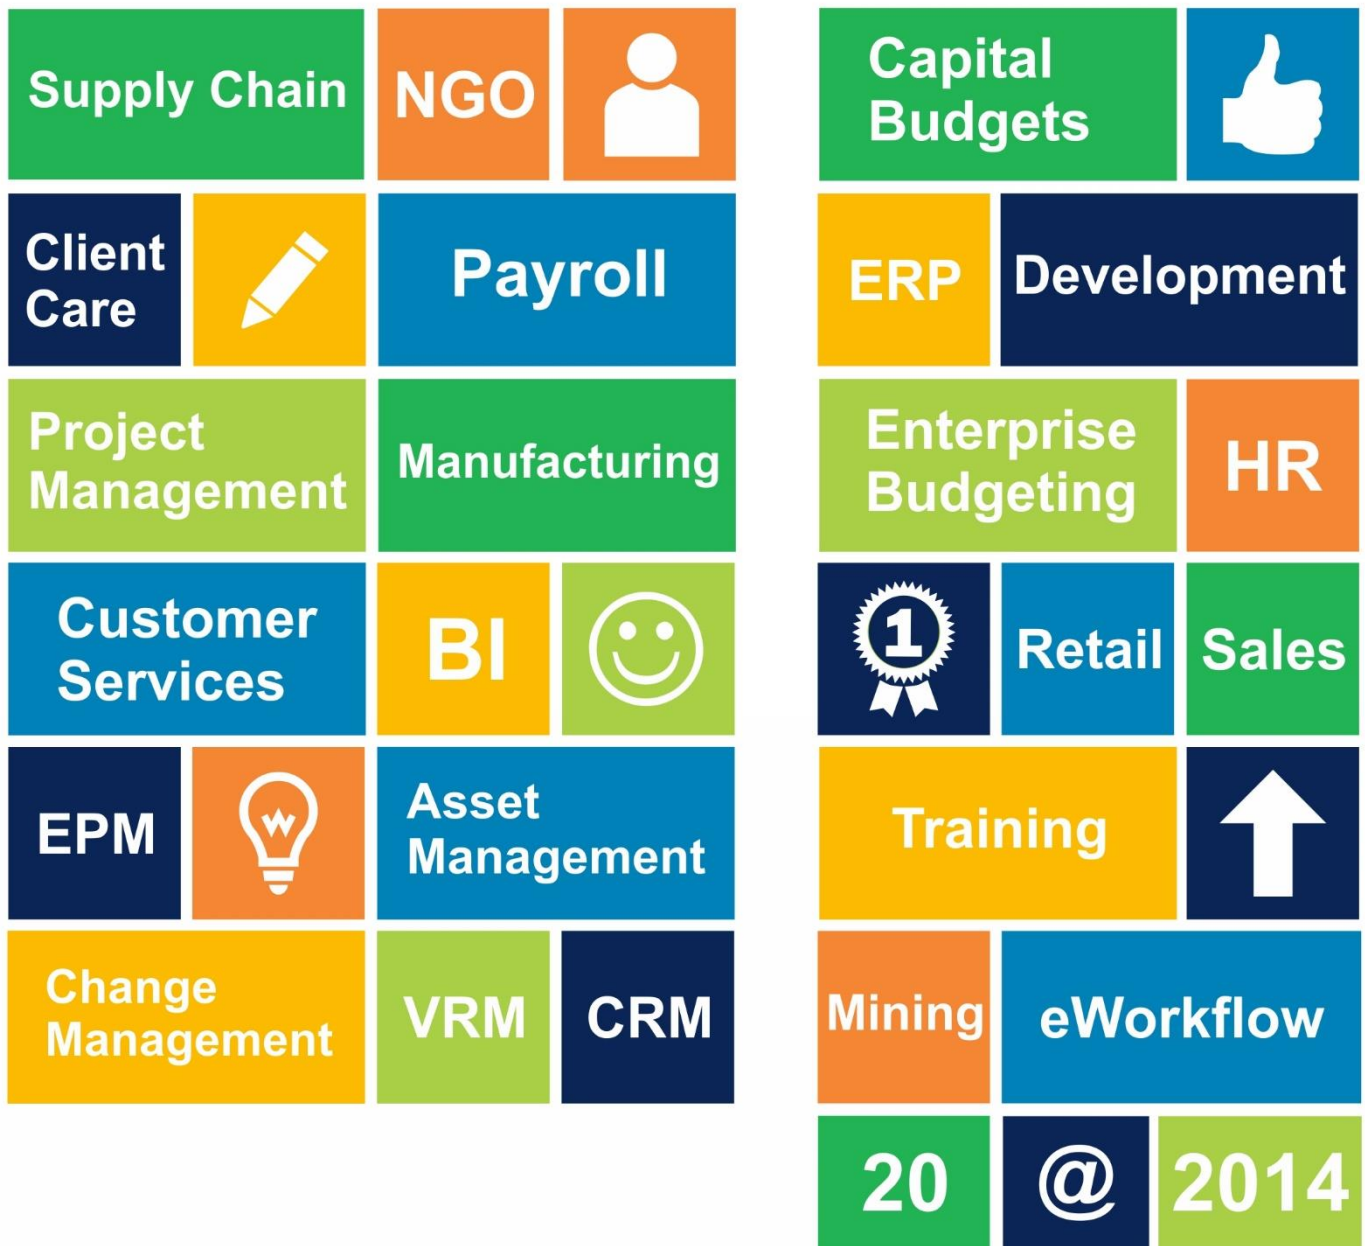 Supply Chain
NGO
Client
Care
Payroll
Project
Management
Manufacturing
Customer
Services
BI
EPM
Asset
Management
Change
Management
VRM
CRM
Capital
Budgets
ERP
Development
Enterprise
Budgeting
HR
1
Retail
Sales
Training
Mining
eWorkflow
20
@
2014